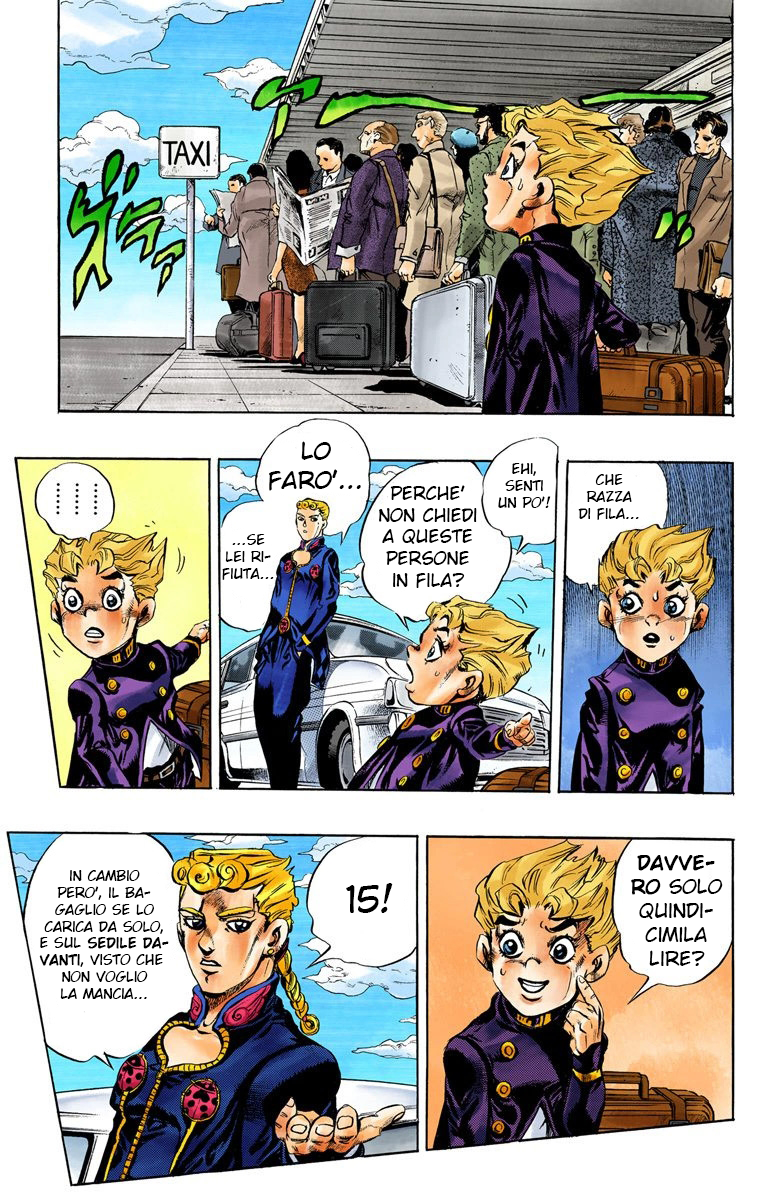 TAXI
CHE
RAZZA
DI FILA...
EHI,
SENTI
UN PO'!
PERCHE'
NON CHIEDI
A QUESTE
PERSONE
IN FILA?
LO
FARO'...
...SE
LEI RI-
FIUTA...
DAVVE-
RO SOLO
QUINDI-
CIMILA
LIRE?
15!
IN CAMBIO
PERO', IL BA-
GAGLIO SE LO
CARICA DA SOLO,
E SUL SEDILE DA-
VANTI, VISTO CHE
NON VOGLIO
LA MANCIA...